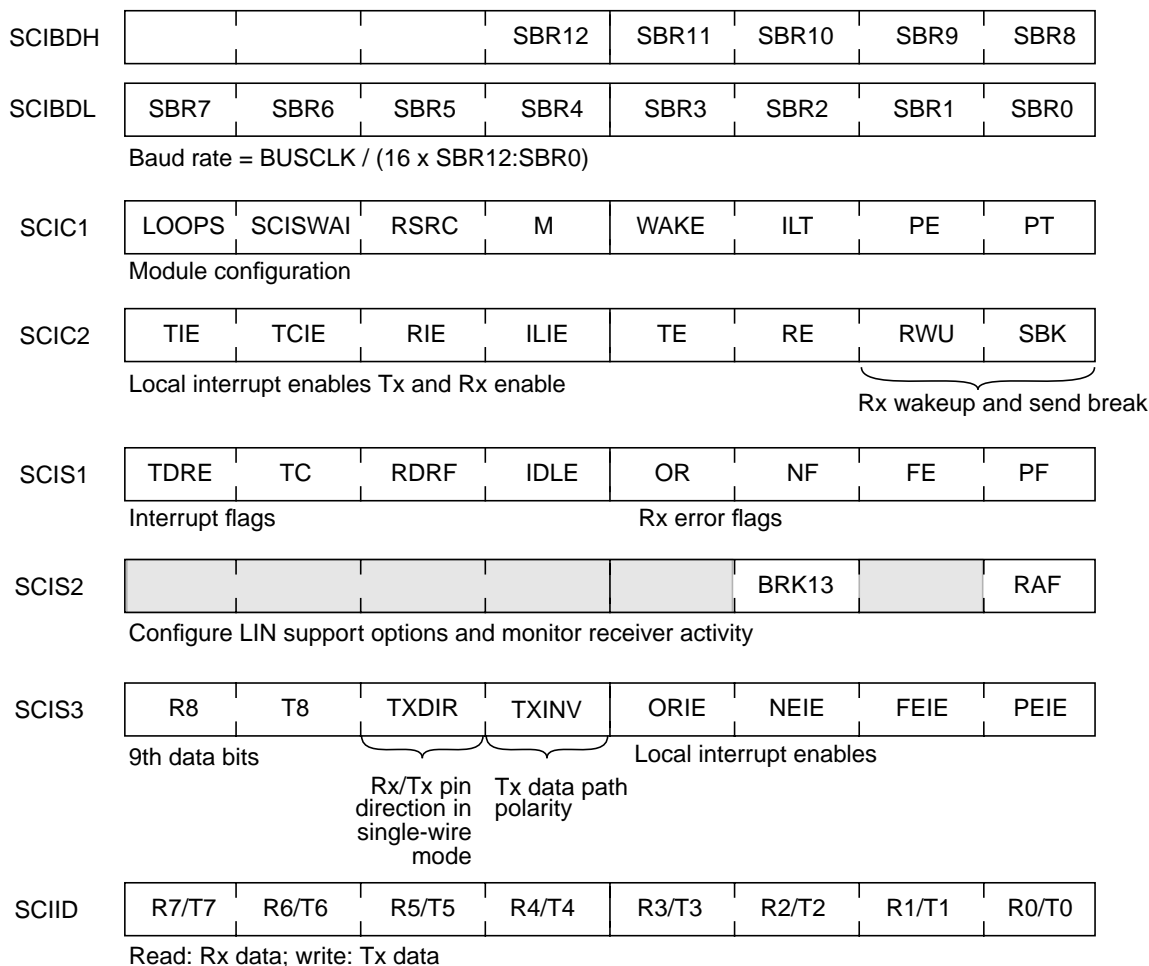 SCIBDH SBR12 SBR11 SBR10 SBR9 SBR8
SCIBDL SBR7 SBR6 SBR5 SBR4 SBR3 SBR2 SBR1 SBR0
Baud rate = BUSCLK / (16 x SBR12:SBR0)
SCIC1 LOOPS SCISWAI RSRC M WAKE ILT PE PT
Module configuration
SCIC2 TIE TCIE RIE ILIE TE RE RWU SBK
Local interrupt enables Tx and Rx enable
Rx wakeup and send break
SCIS1 TDRE TC RDRF IDLE OR NF FE PF
Interrupt flags Rx error flags
SCIS2 BRK13 RAF
Configure LIN support options and monitor receiver activity
SCIS3 R8 T8 TXDIR TXINV ORIE NEIE FEIE PEIE
9th data bits Local interrupt enables
Rx/Tx pin
direction in
single-wire
mode
Tx data path
polarity
SCIID R7/T7 R6/T6 R5/T5 R4/T4 R3/T3 R2/T2 R1/T1 R0/T0
Read: Rx data; write: Tx data